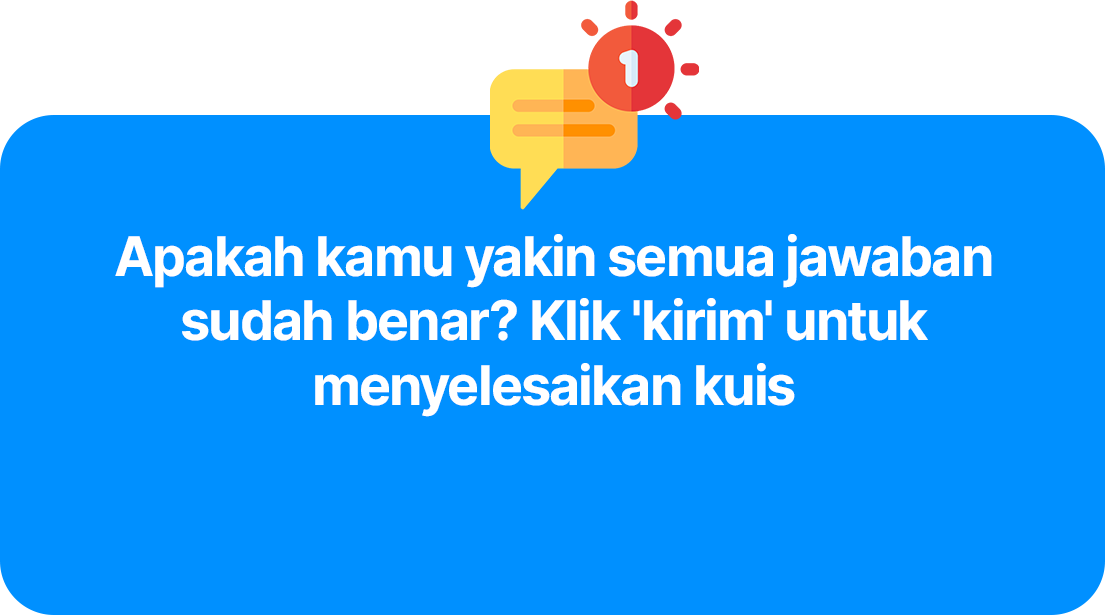 1
Apakah kamu yakin semua jawaban
sudah benar? Klik 'kirim' untuk
menyelesaikan kuis